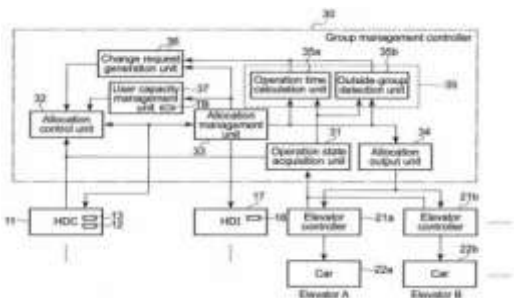 30
Group management controller
36
Change request
generation unit
35a
35b
Operation time
calculation unit
Outside group
detection unit
35
37
User capacity
management
unit
TB
32
Allocation
control unit
Allocation
management
unit
33
31
Operation state
acquisition unit
34
Allocation
output unit
11
HDC
13
12
17
HDI
18
21a
Elevator
controller
21b
Elevator
controller
Car
22a
Elevator A
22b
Car
Elevator B